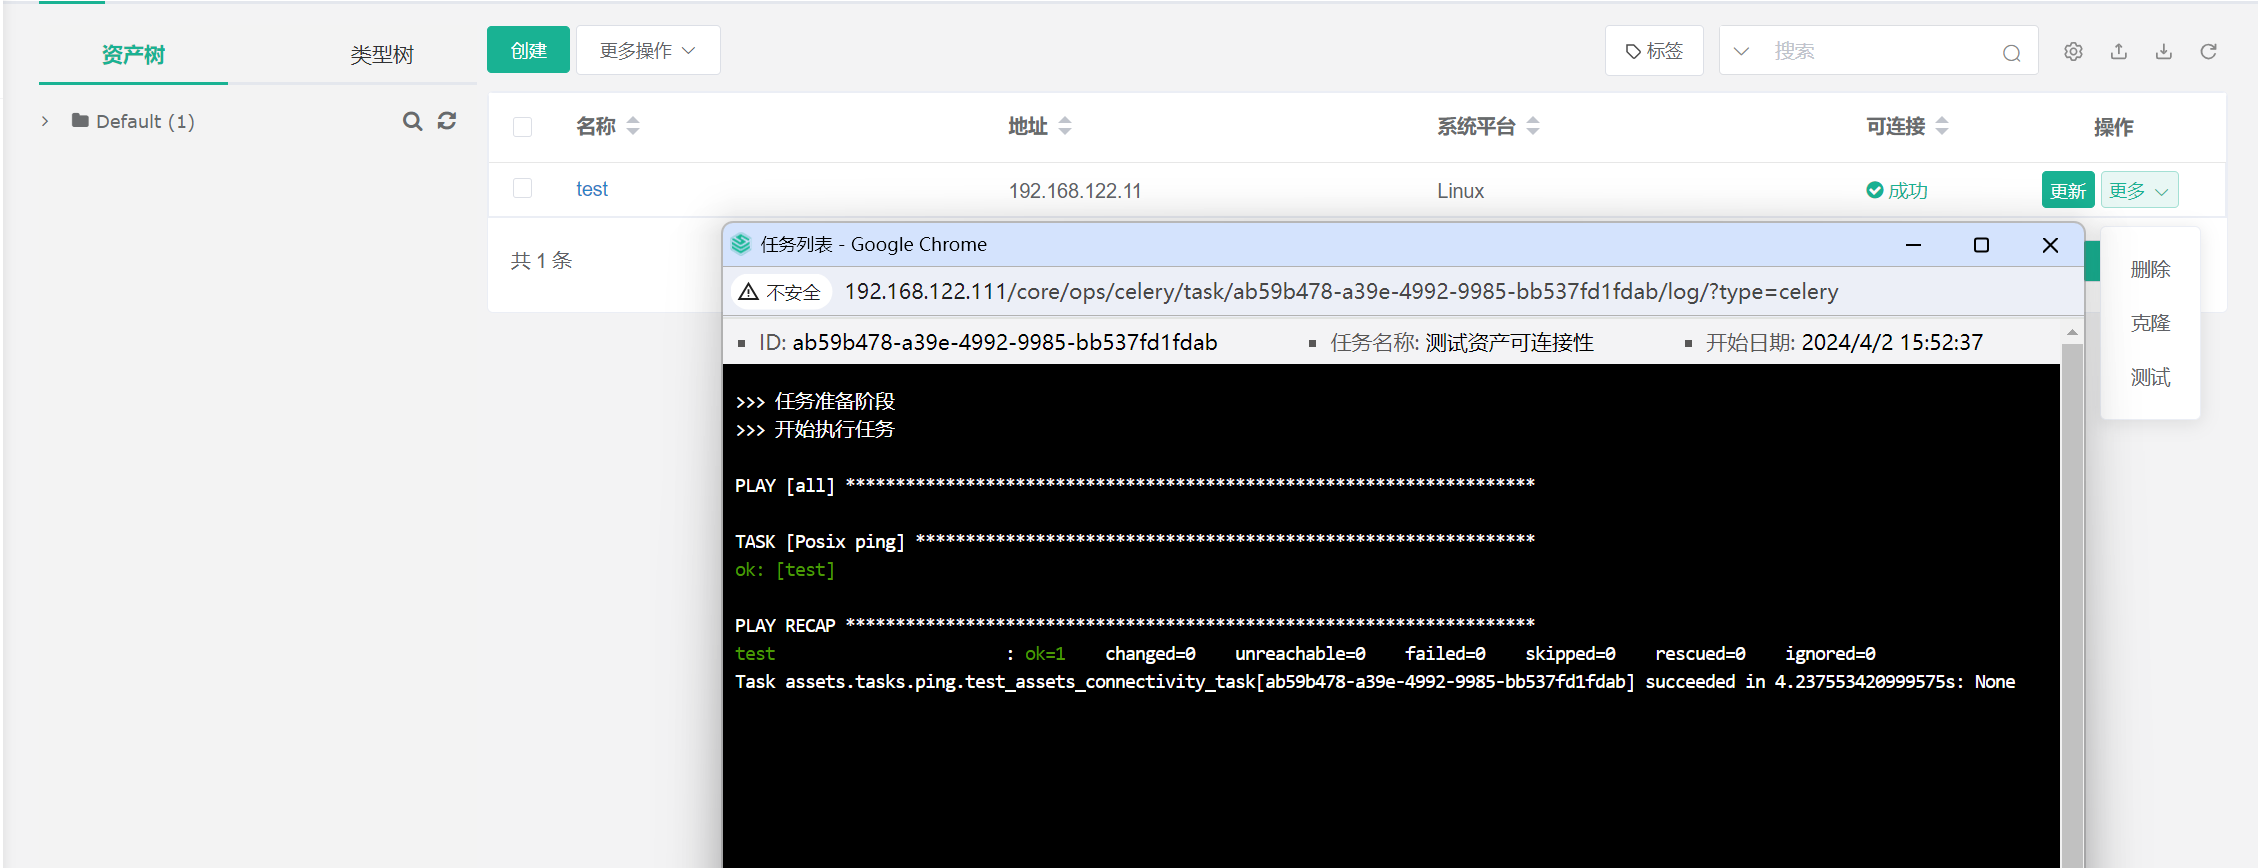 资产树 类型树
创建 更多操作 标签 搜索
Default (1)
名称 地址 系统平台 可连接 操作
test 192.168.122.11 Linux 成功 更新 更多
共 1 条
删除
克隆
测试
任务列表 - Google Chrome
不安全 192.168.122.111/core/ops/celery/task/ab59b478-a39e-4992-9985-bb537fd1fdab/log/?type=celery
ID: ab59b478-a39e-4992-9985-bb537fd1fdab 任务名称: 测试资产可连接性 开始日期: 2024/4/2 15:52:37
>>> 任务准备阶段
>>> 开始执行任务
PLAY [all] *********************************************************************
TASK [Posix ping] **************************************************************
ok: [test]
PLAY RECAP *********************************************************************
test : ok=1 changed=0 unreachable=0 failed=0 skipped=0 rescued=0 ignored=0
Task assets.tasks.ping.test_assets_connectivity_task[ab59b478-a39e-4992-9985-bb537fd1fdab] succeeded in 4.237553420999575s: None